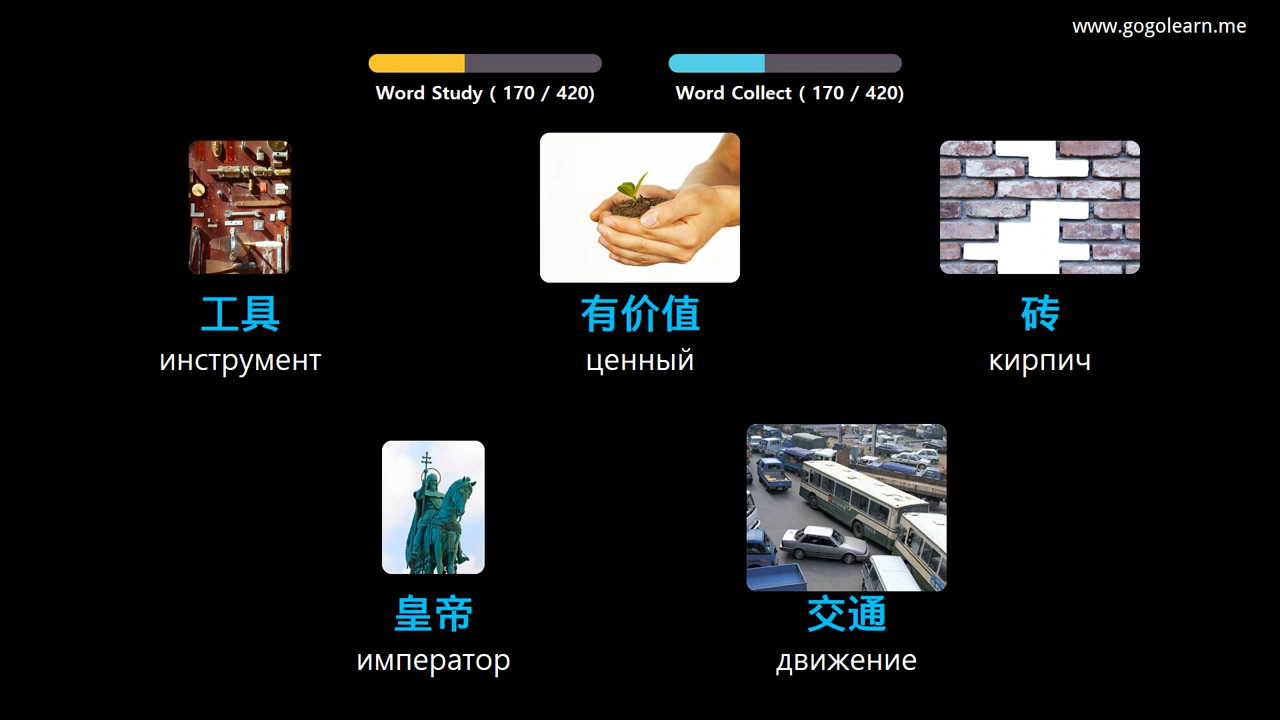 www.gogolearn.me
Word Study ( 170 / 420)
Word Collect ( 170 / 420)
工具
инструмент
有价值
ценный
砖
кирпич
皇帝
император
交通
движение